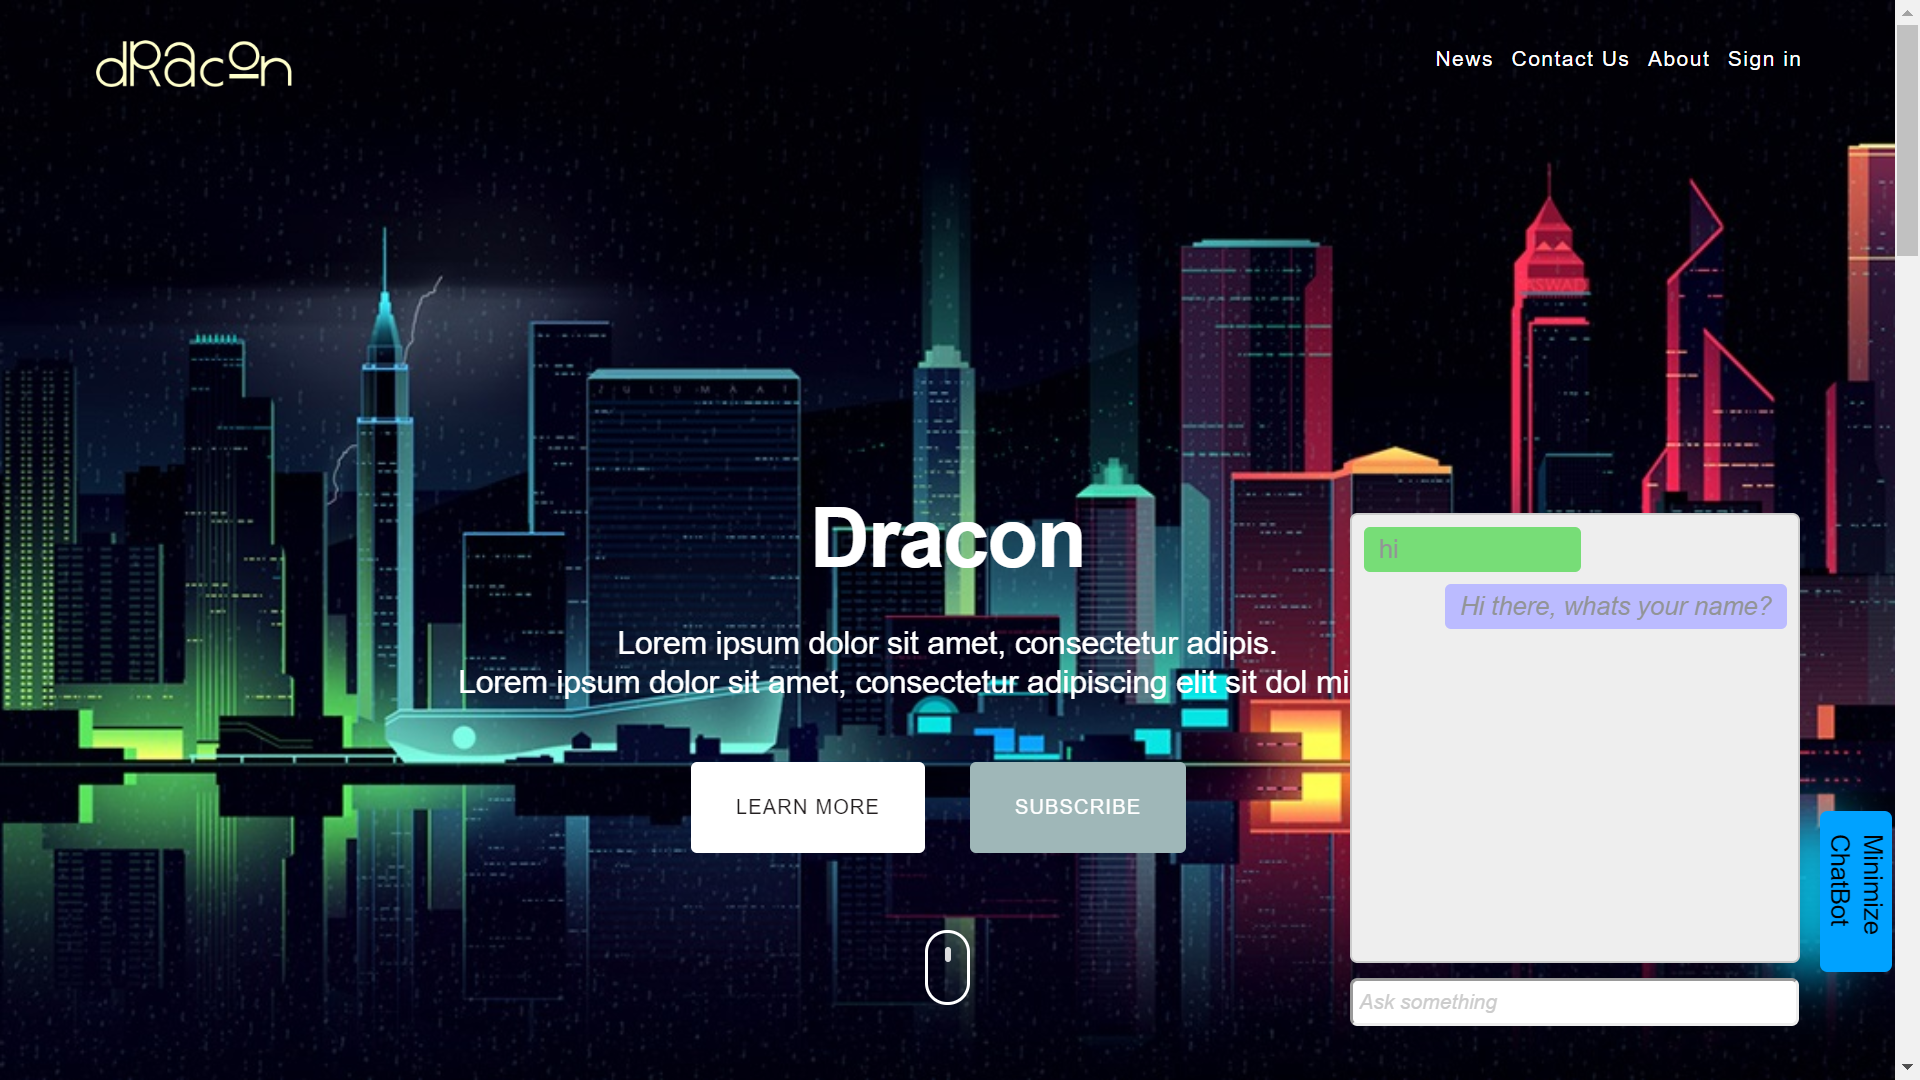 dRacon
News Contact Us About Sign in
JULUMAAI
Dracon
Lorem ipsum dolor sit amet, consectetur adipis.
Lorem ipsum dolor sit amet, consectetur adipiscing elit sit dol mi
LEARN MORE
SUBSCRIBE
hi
Hi there, whats your name?
Ask something
Minimize
ChatBot